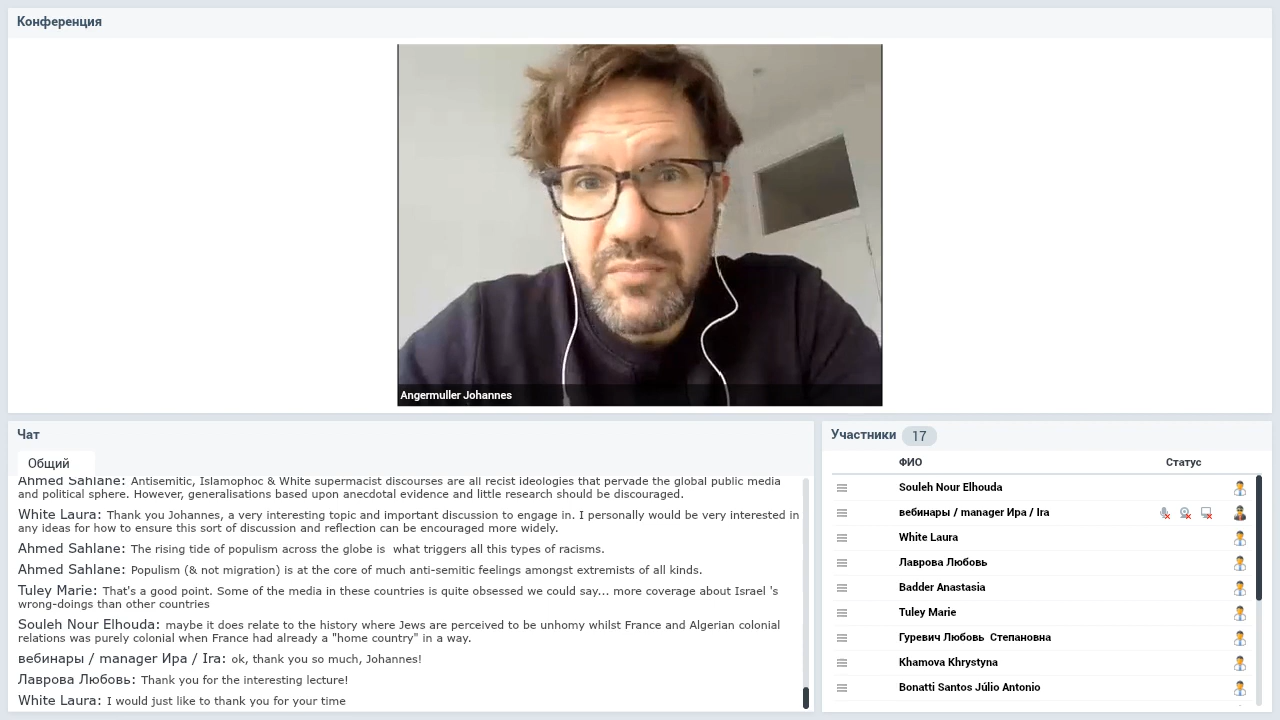 Конференция
Angermuller Johannes
Чат
Общий
Ahmed Sahlane: Antisemitic, Islamophoc & White supermacist discourses are all recist ideologies that pervade the global public media
and political sphere. However, generalisations based upon anecdotal evidence and little research should be discouraged.
White Laura: Thank you Johannes, a very interesting topic and important discussion to engage in. I personally would be very interested in
any ideas for how to ensure this sort of discussion and reflection can be encouraged more widely.
Ahmed Sahlane: The rising tide of populism across the globe is what triggers all this types of racisms.
Ahmed Sahlane: Populism (& not migration) is at the core of much anti-semitic feelings amongst extremists of all kinds.
Tuley Marie: That's a good point. Some of the media in these countries is quite obsessed we could say... more coverage about Israel 's
wrong-doings than other countries
Souleh Nour Elhouda: maybe it does relate to the history where Jews are perceived to be unhomy whilst France and Algerian colonial
relations was purely colonial when France had already a "home country" in a way.
вебинары / manager Ира / Ira: ok, thank you so much, Johannes!
Лаврова Любовь: Thank you for the interesting lecture!
White Laura: I would just like to thank you for your time
Участники 17
ФИО Статус
Souleh Nour Elhouda
вебинары / manager Ира / Ira
White Laura
Лаврова Любовь
Badder Anastasia
Tuley Marie
Гуревич Любовь Степановна
Khamova Khrystyna
Bonatti Santos Júlio Antonio